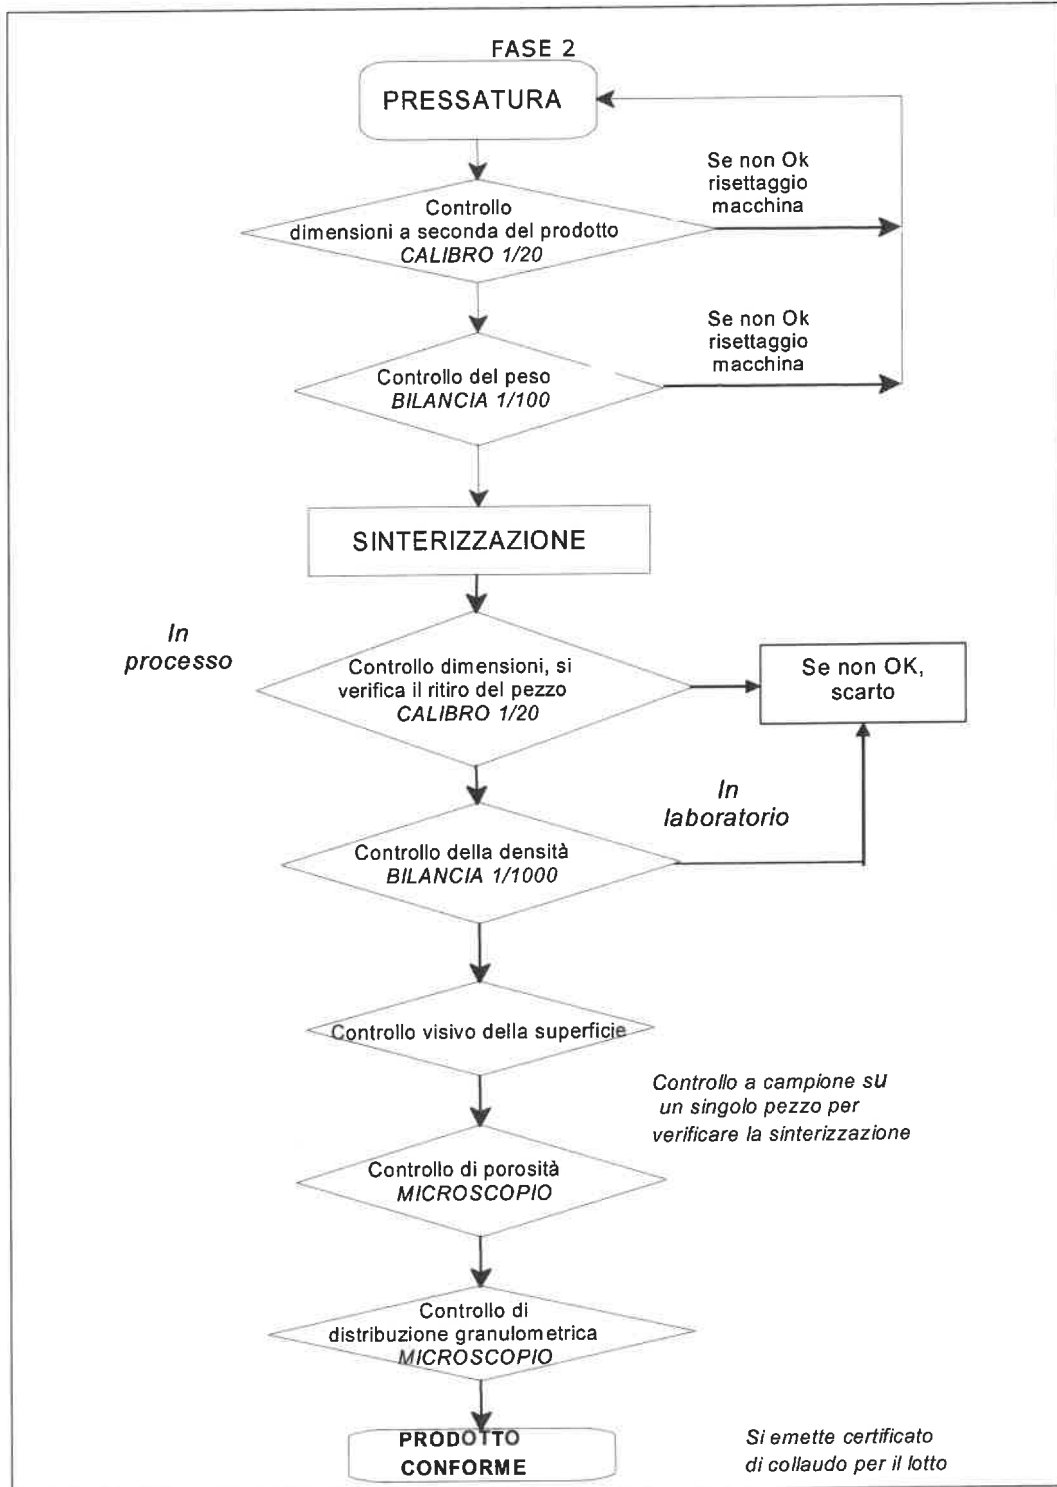 FASE 2
PRESSATURA
Se non Ok
risettaggio
macchina
Controllo
dimensioni a seconda del prodotto
CALIBRO 1/20
Se non Ok
risettaggio
macchina
Controllo del peso
BILANCIA 1/100
SINTERIZZAZIONE
In
processo
Controllo dimensioni, si
verifica il ritiro del pezzo
CALIBRO 1/20
Se non OK,
scarto
In
laboratorio
Controllo della densità
BILANCIA 1/1000
Controllo visivo della superficie
Controllo a campione su
un singolo pezzo per
verificare la sinterizzazione
Controllo di porosità
MICROSCOPIO
Controllo di
distribuzione granulometrica
MICROSCOPIO
PRODOTTO
CONFORME
Si emette certificato
di collaudo per il lotto